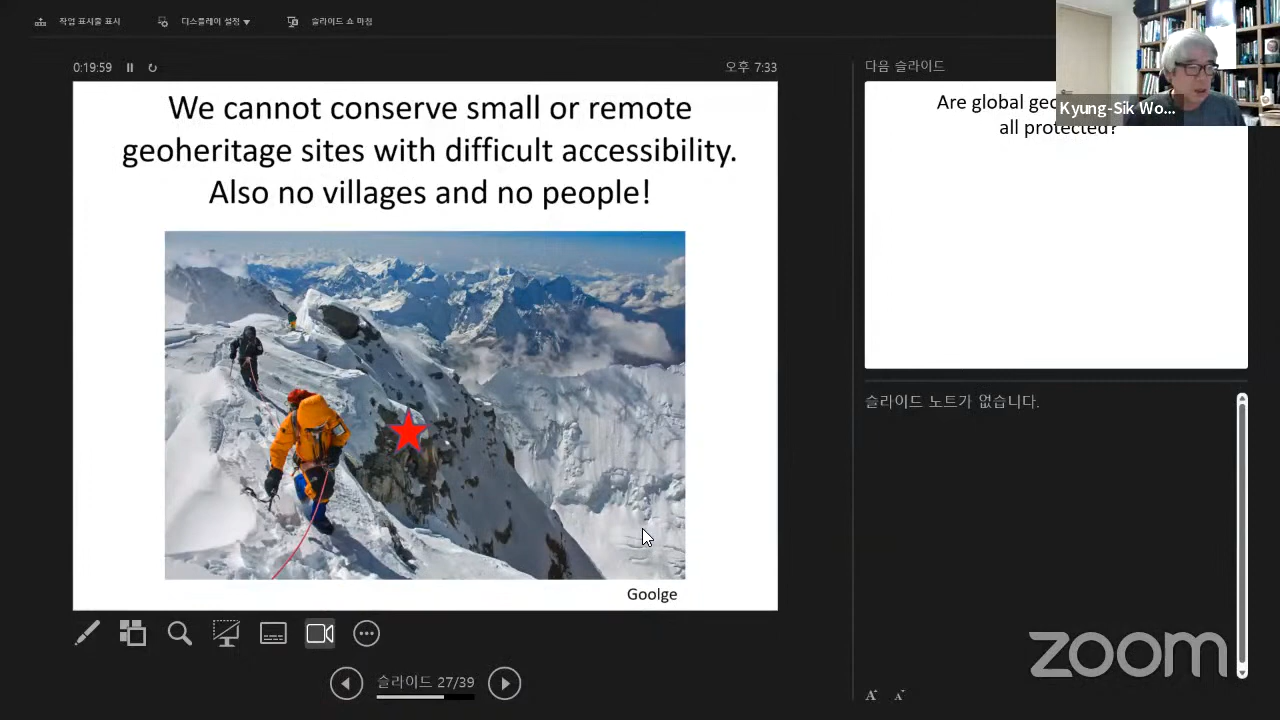 작업 표시줄 표시
디스플레이 설정 ▼
슬라이드 쇼 마침
0:19:59
오후 7:33
We cannot conserve small or remote
geoheritage sites with difficult accessibility.
Also no villages and no people!
Goolge
슬라이드 27/39
다음 슬라이드
Are global
all protected?
Kyung-Sik Wo...
슬라이드 노트가 없습니다.
zoom
A A